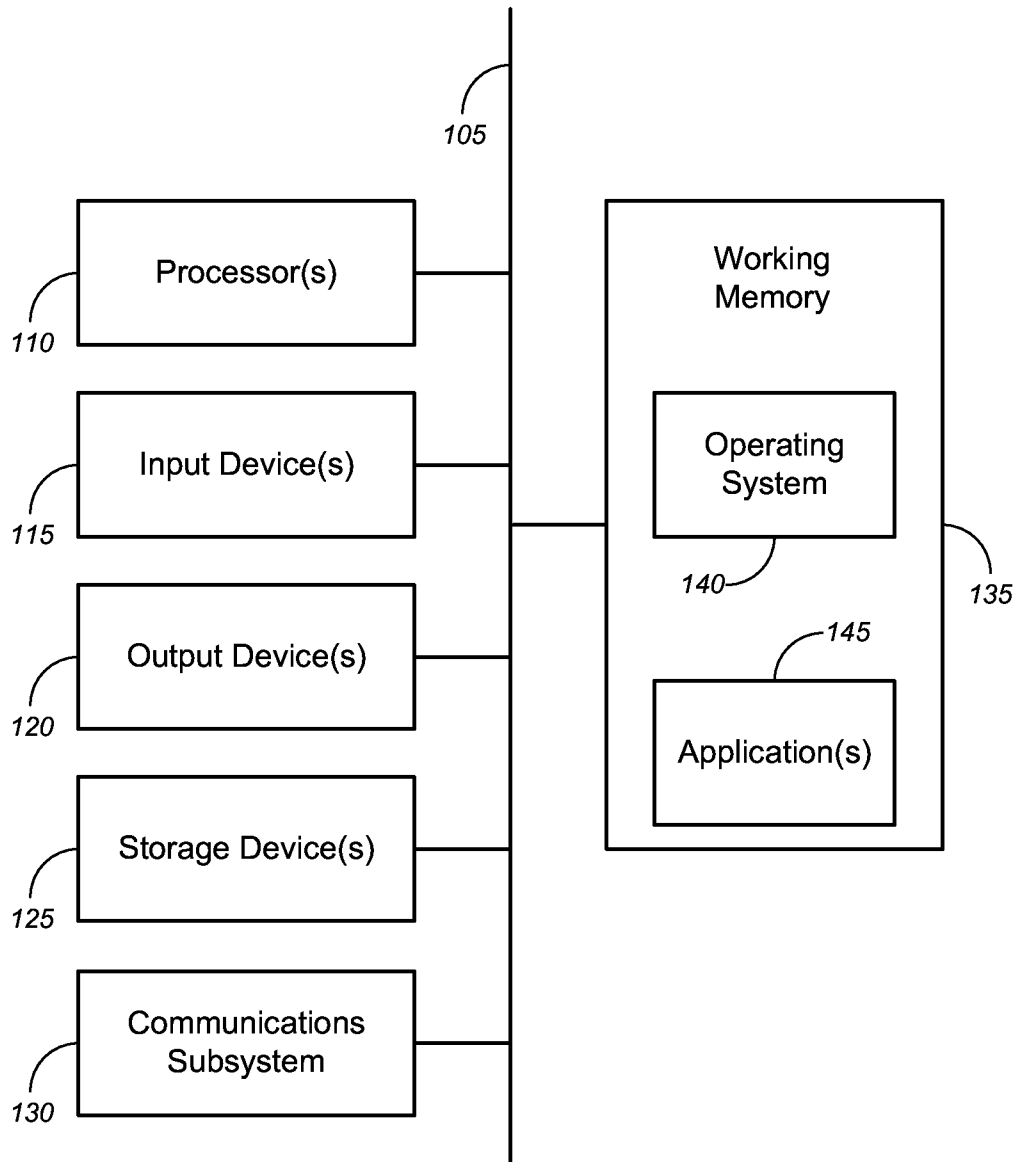 105
Processor(s)
110
Input Device(s)
115
Output Device(s)
120
Storage Device(s)
125
Communications
Subsystem
130
Working
Memory
Operating
System
140
135
145
Application(s)